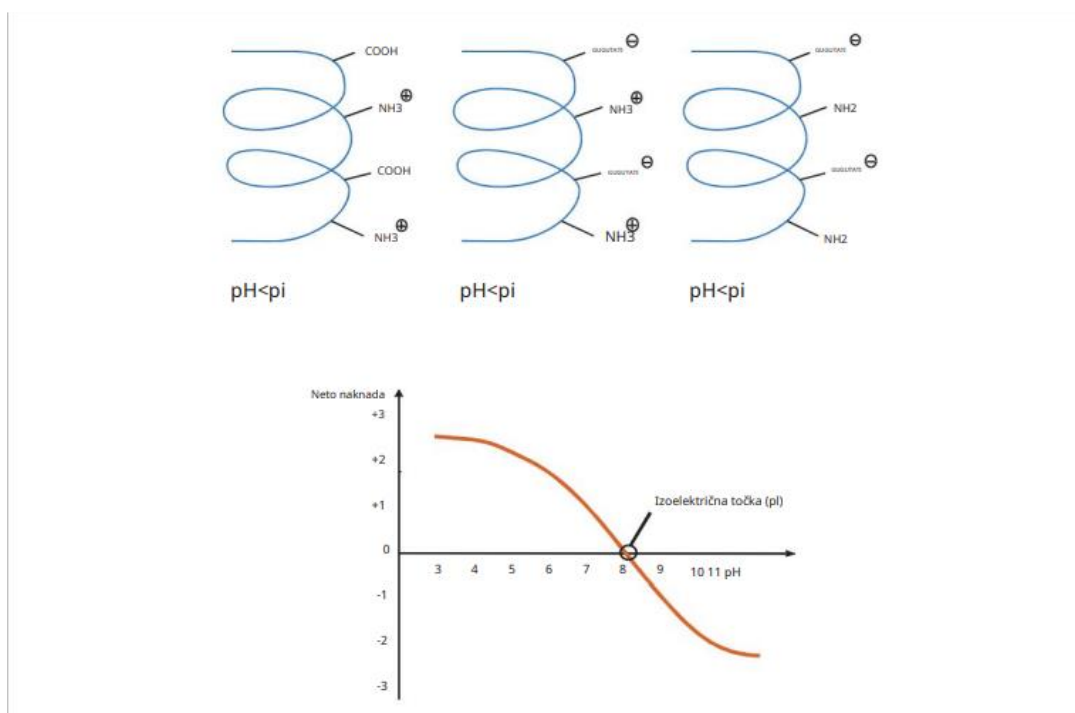 COOH
NH3⊕
COOH
NH3⊕
⊖
NH3⊕
⊖
NH3⊕
⊖
NH2
⊖
NH2
pH<pi
pH<pi
pH<pi
Neto naknada
+3
+2
+1
0
-1
-2
-3
Izoelektrična točka (pl)
3 4 5 6 7 8 9 10 11 pH